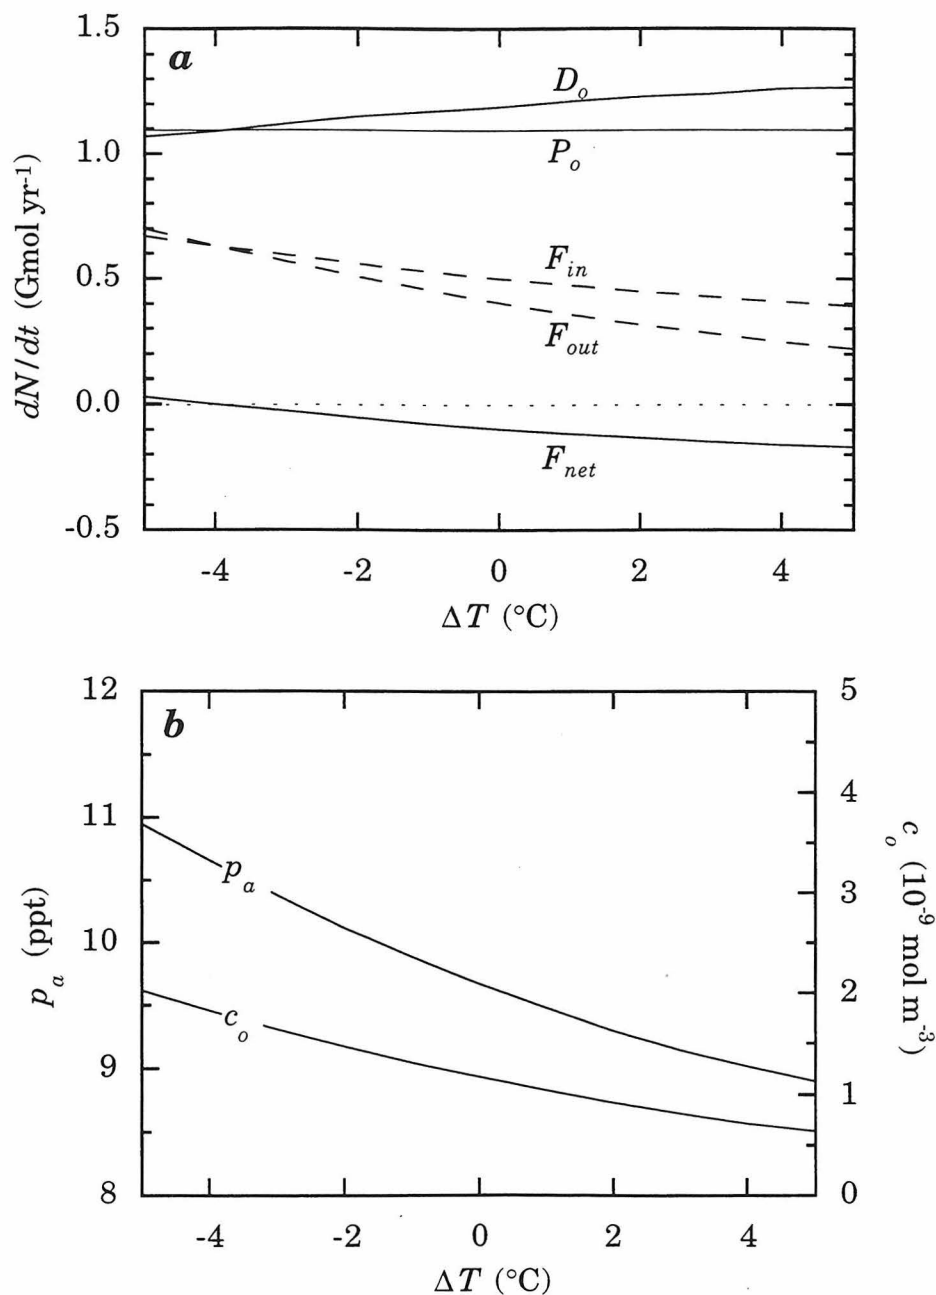 a
1.5
1.0
0.5
0.0
-0.5
dN/dt (Gmol yr⁻¹)
D_o
P_o
F_in
F_out
F_net
-4 -2 0 2 4
ΔT (°C)
b
12
11
10
9
8
p_a (ppt)
p_a
c_o
5
4
3
2
1
0
c_o (10⁻⁹ mol m⁻³)
-4 -2 0 2 4
ΔT (°C)